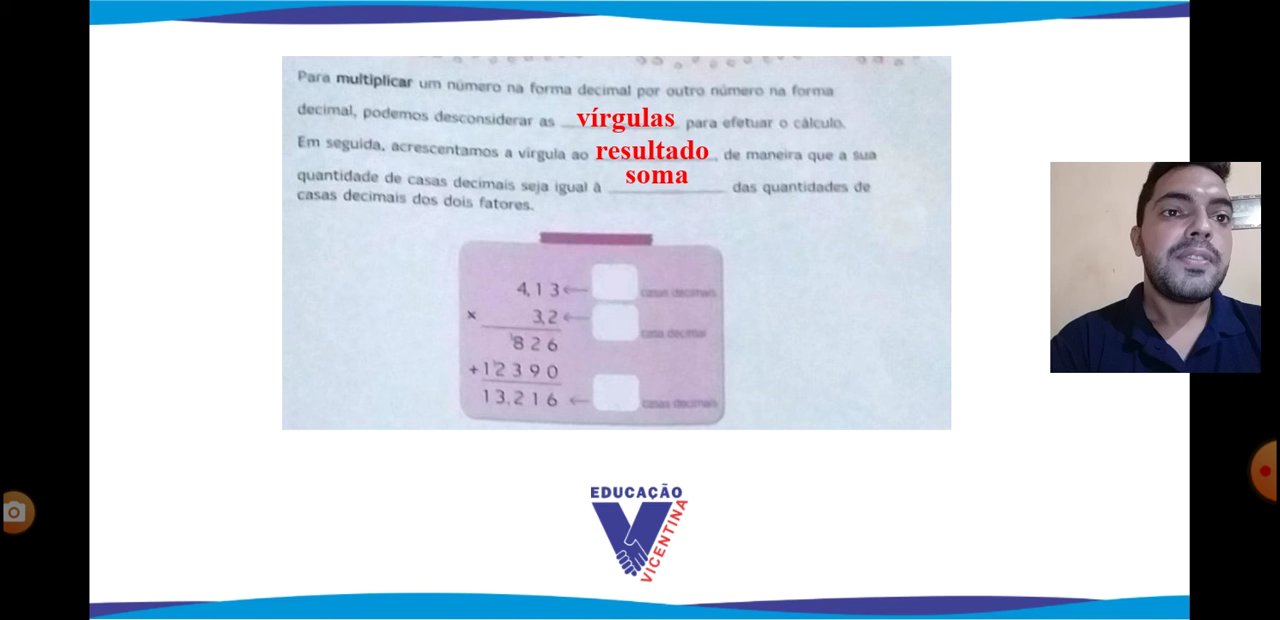 Para multiplicar um número na forma decimal por outro número na forma
decimal, podemos desconsiderar as vírgulas para efetuar o cálculo.
Em seguida, acrescentamos a vírgula ao resultado, de maneira que a sua
quantidade de casas decimais seja igual à soma das quantidades de
casas decimais dos dois fatores.
4,13 ← casas decimais
x 3,2 ← casa decimal
¹826
+1¹2390
13,216 ← casas decimais
EDUCAÇÃO
VICENTINA